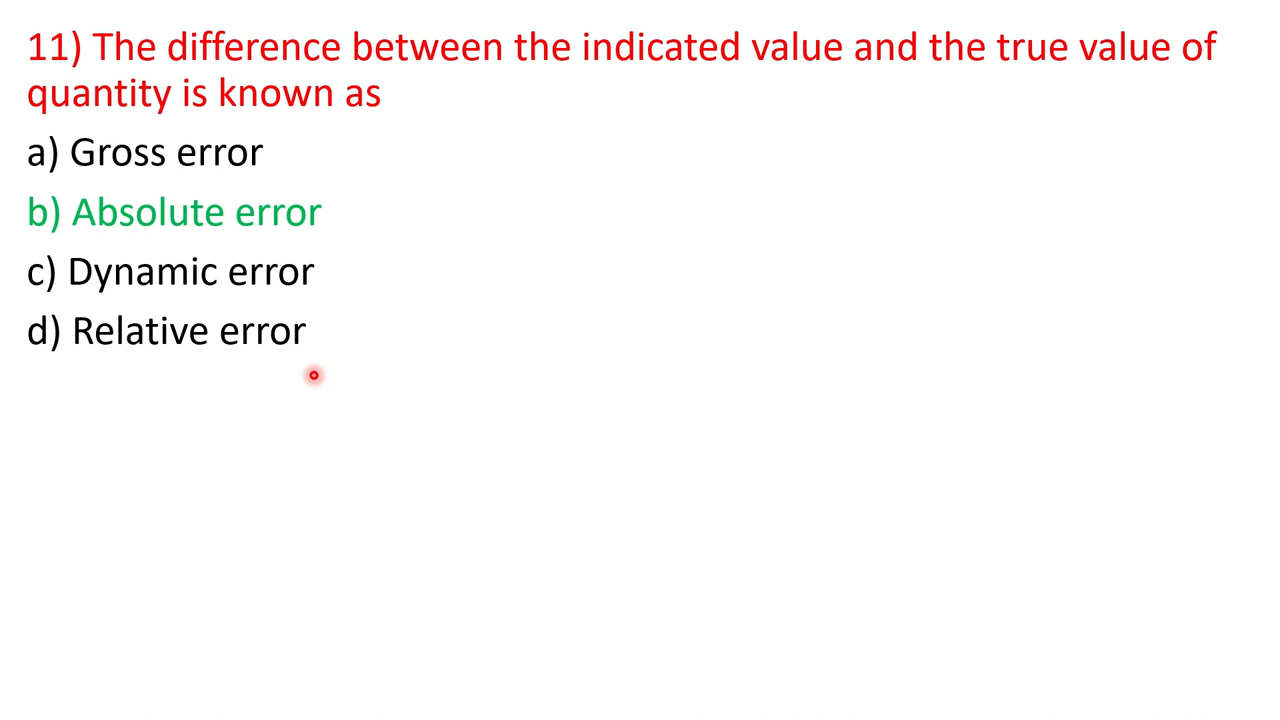 11) The difference between the indicated value and the true value of
quantity is known as
a) Gross error
b) Absolute error
c) Dynamic error
d) Relative error